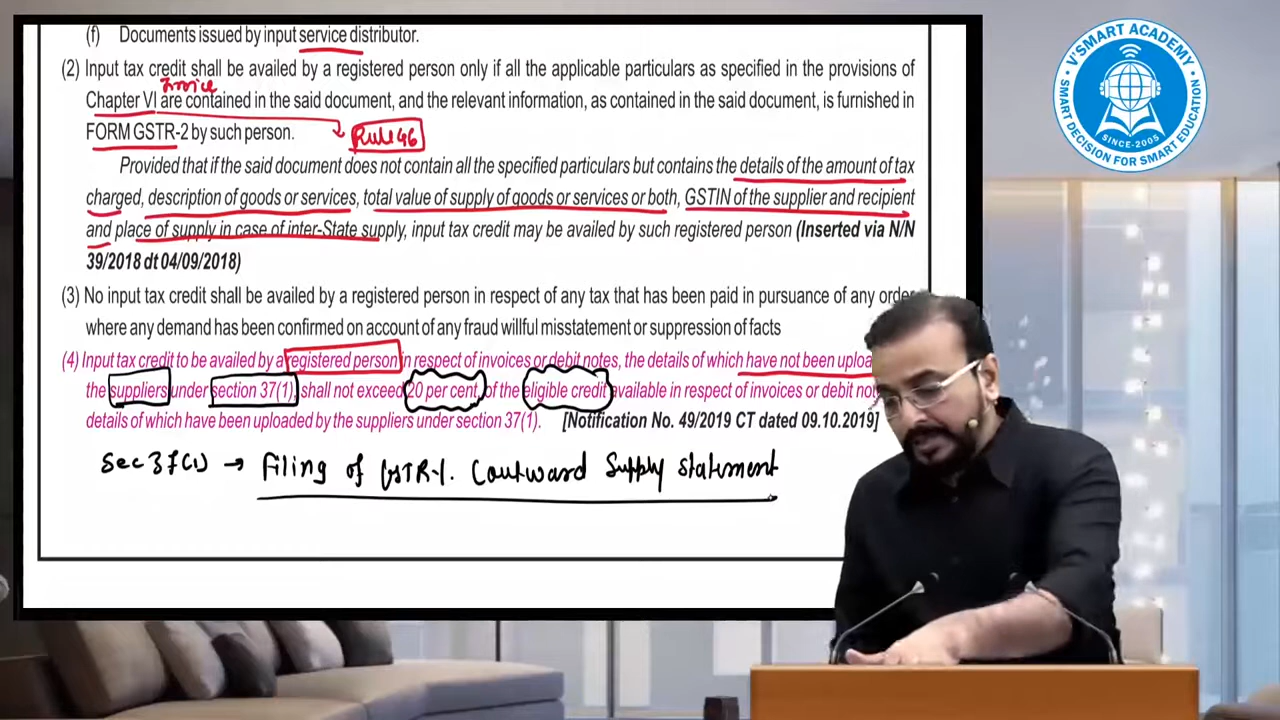 (f) Documents issued by input service distributor.
(2) Input tax credit shall be availed by a registered person only if all the applicable particulars as specified in the provisions of
Invoice
Chapter VI are contained in the said document, and the relevant information, as contained in the said document, is furnished in
FORM GSTR-2 by such person.
Rule 46
Provided that if the said document does not contain all the specified particulars but contains the details of the amount of tax
charged, description of goods or services, total value of supply of goods or services or both, GSTIN of the supplier and recipient
and place of supply in case of inter-State supply, input tax credit may be availed by such registered person (Inserted via N/N
39/2018 dt 04/09/2018)
(3) No input tax credit shall be availed by a registered person in respect of any tax that has been paid in pursuance of any order
where any demand has been confirmed on account of any fraud willful misstatement or suppression of facts
(4) Input tax credit to be availed by a registered person in respect of invoices or debit notes, the details of which have not been
the suppliers under section 37(1), shall not exceed 20 per cent, of the eligible credit available in respect of invoices or debit
details of which have been uploaded by the suppliers under section 37(1). [Notification No. 49/2019 CT dated 09.10.2019]
Sec 37(1) → Filing of GSTR-1. (outward Supply Statement
V'SMART ACADEMY
SMART DECISION FOR SMART EDUCATION
SINCE-2005